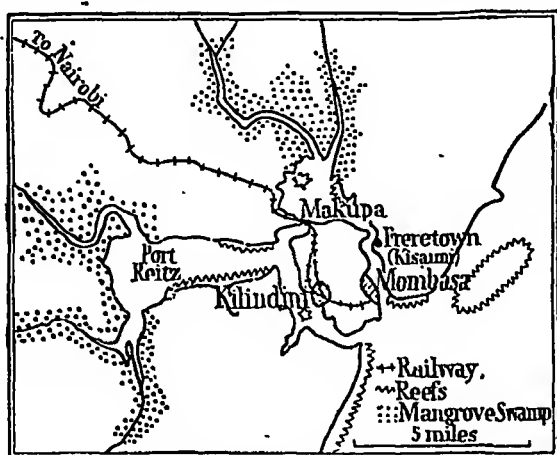 To Nairobi
Makupa
Freretown
(Kisauni)
Port
Reitz
Mombasa
Kilindini
Railway.
Reefs
Mangrove Swamp
5 miles